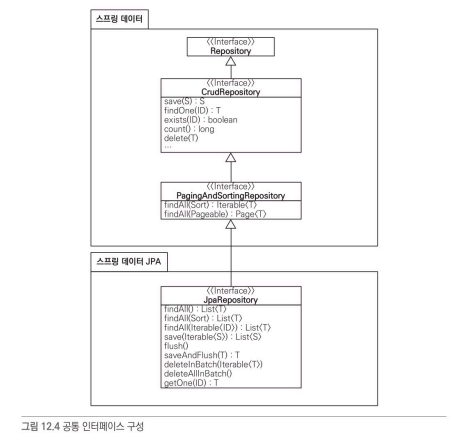 스프링 데이터
《Interface》
Repository
《Interface》
CrudRepository
save(S) : S
findOne(ID) : T
exists(ID) : boolean
count() : long
delete(T)
...
《Interface》
PagingAndSortingRepository
findAll(Sort) : Iterable〈T〉
findAll(Pageable) : Page〈T〉
스프링 데이터 JPA
《Interface》
JpaRepository
findAll() : List〈T〉
findAll(Sort) : List〈T〉
findAll(Iterable〈ID〉) : List〈T〉
save(Iterable〈S〉) : List〈S〉
flush()
saveAndFlush(T) : T
deleteInBatch(Iterable〈T〉)
deleteAllInBatch()
getOne(ID) : T
그림 12.4 공통 인터페이스 구성